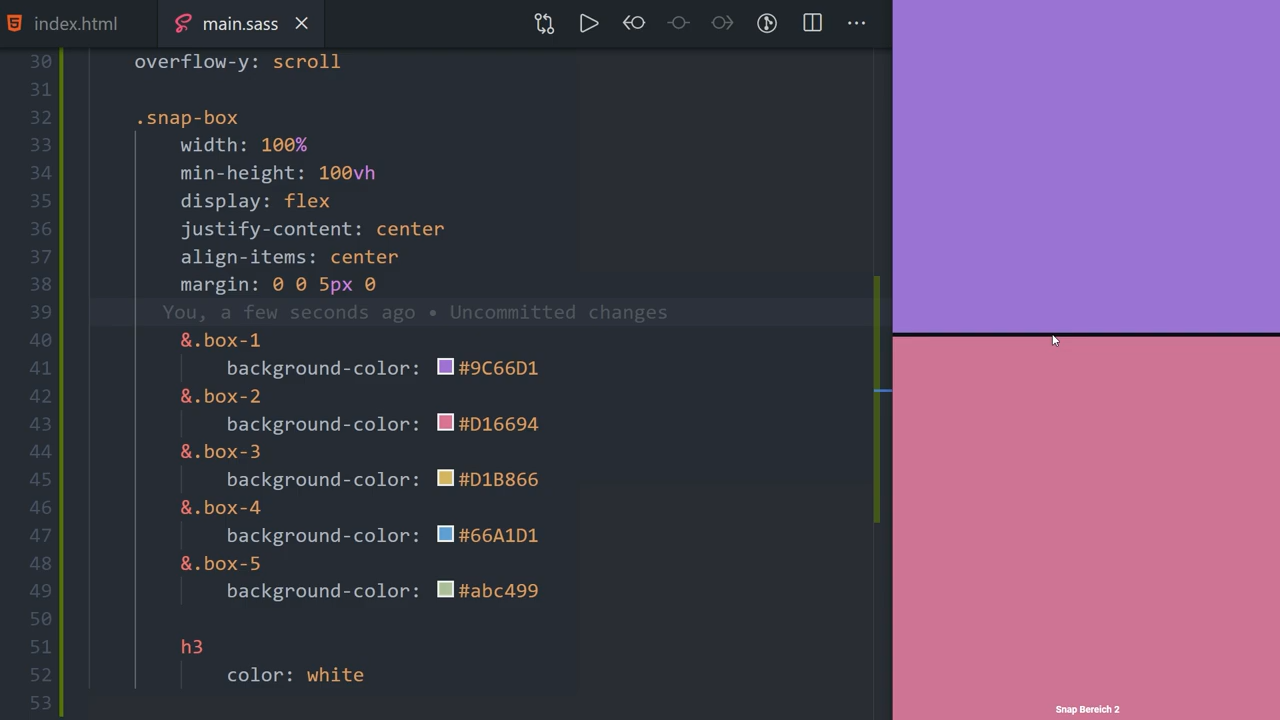 index.html
main.sass
30 overflow-y: scroll
31
32 .snap-box
33 width: 100%
34 min-height: 100vh
35 display: flex
36 justify-content: center
37 align-items: center
38 margin: 0 0 5px 0
39 You, a few seconds ago • Uncommitted changes
40 &.box-1
41 background-color: #9C66D1
42 &.box-2
43 background-color: #D16694
44 &.box-3
45 background-color: #D1B866
46 &.box-4
47 background-color: #66A1D1
48 &.box-5
49 background-color: #abc499
50
51 h3
52 color: white
53
Snap Bereich 2